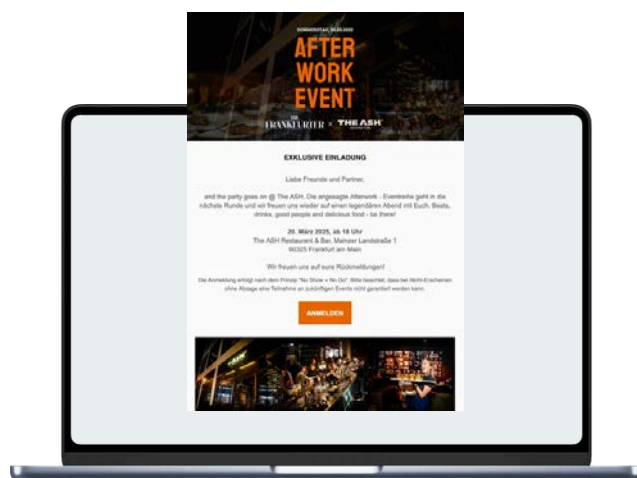 AFTER
WORK
EVENT
FRANKFURTER × THE ASH
EXKLUSIVE EINLADUNG
Liebe Freunde und Partner,
and the party goes on @ The ASH. Die angesagte Afterwork - Eventreihe geht in die
nächste Runde und wir freuen uns wieder auf einen legendären Abend mit Euch. Beats,
drinks, good people and delicious food - be there!
20. März 2025, ab 18 Uhr
The ASH Restaurant & Bar, Mainzer Landstraße 1
60325 Frankfurt am Main
Wir freuen uns auf eure Rückmeldungen!
Die Anmeldung erfolgt nach dem Prinzip "No Show = No Go". Bitte beachtet, dass bei Nicht-Erscheinen
ohne Absage eine Teilnahme an zukünftigen Events nicht garantiert werden kann.
ANMELDEN